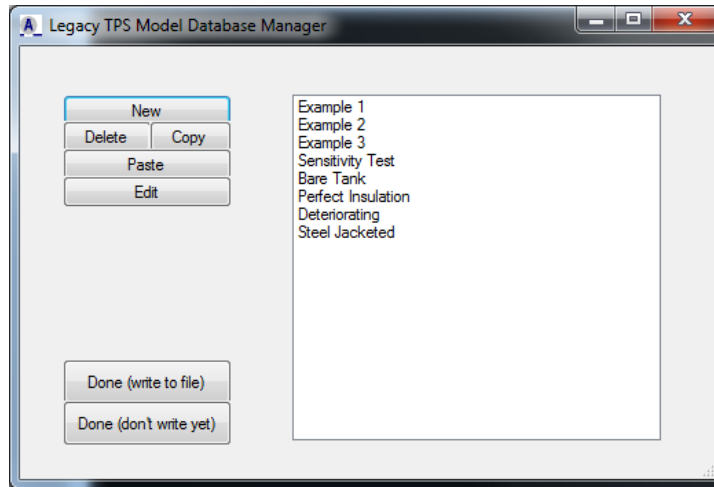 A Legacy TPS Model Database Manager
New
Delete Copy
Paste
Edit
Done (write to file)
Done (don't write yet)
Example 1
Example 2
Example 3
Sensitivity Test
Bare Tank
Perfect Insulation
Deteriorating
Steel Jacketed